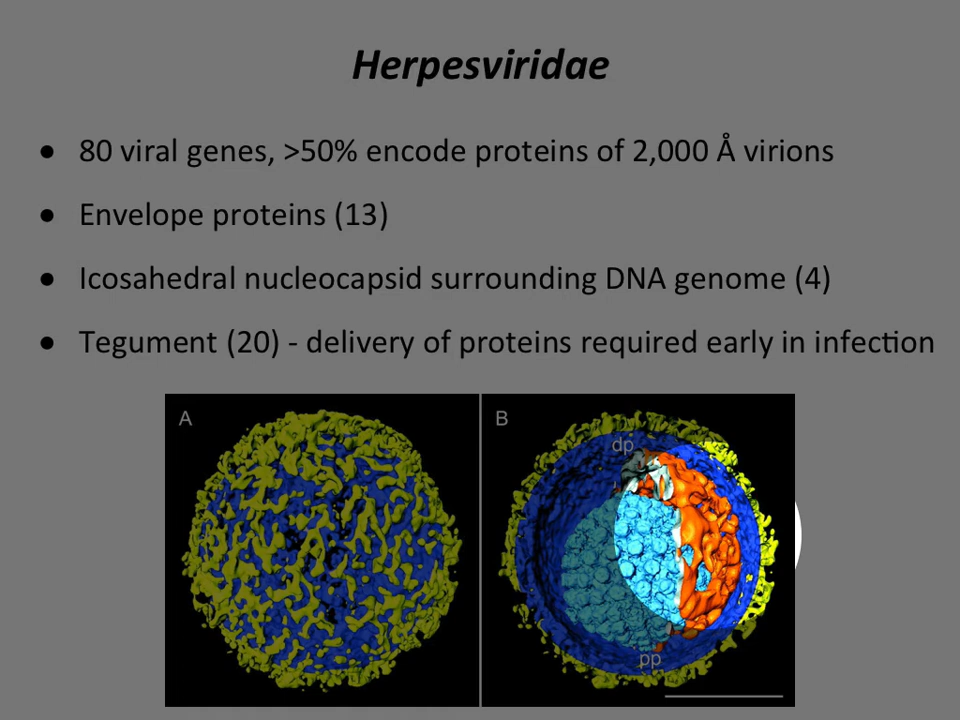 Herpesviridae
• 80 viral genes, >50% encode proteins of 2,000 Å virions
• Envelope proteins (13)
• Icosahedral nucleocapsid surrounding DNA genome (4)
• Tegument (20) - delivery of proteins required early in infection
A
B
dp
pp